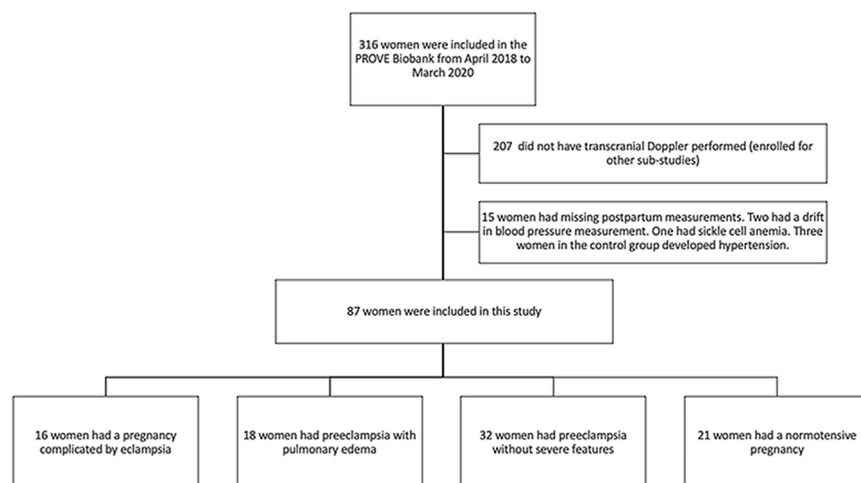 316 women were included in the
PROVE Biobank from April 2018 to
March 2020
207 did not have transcranial Doppler performed (enrolled for
other sub-studies)
15 women had missing postpartum measurements. Two had a drift
in blood pressure measurement. One had sickle cell anemia. Three
women in the control group developed hypertension.
87 women were included in this study
16 women had a pregnancy
complicated by eclampsia
18 women had preeclampsia with
pulmonary edema
32 women had preeclampsia
without severe features
21 women had a normotensive
pregnancy